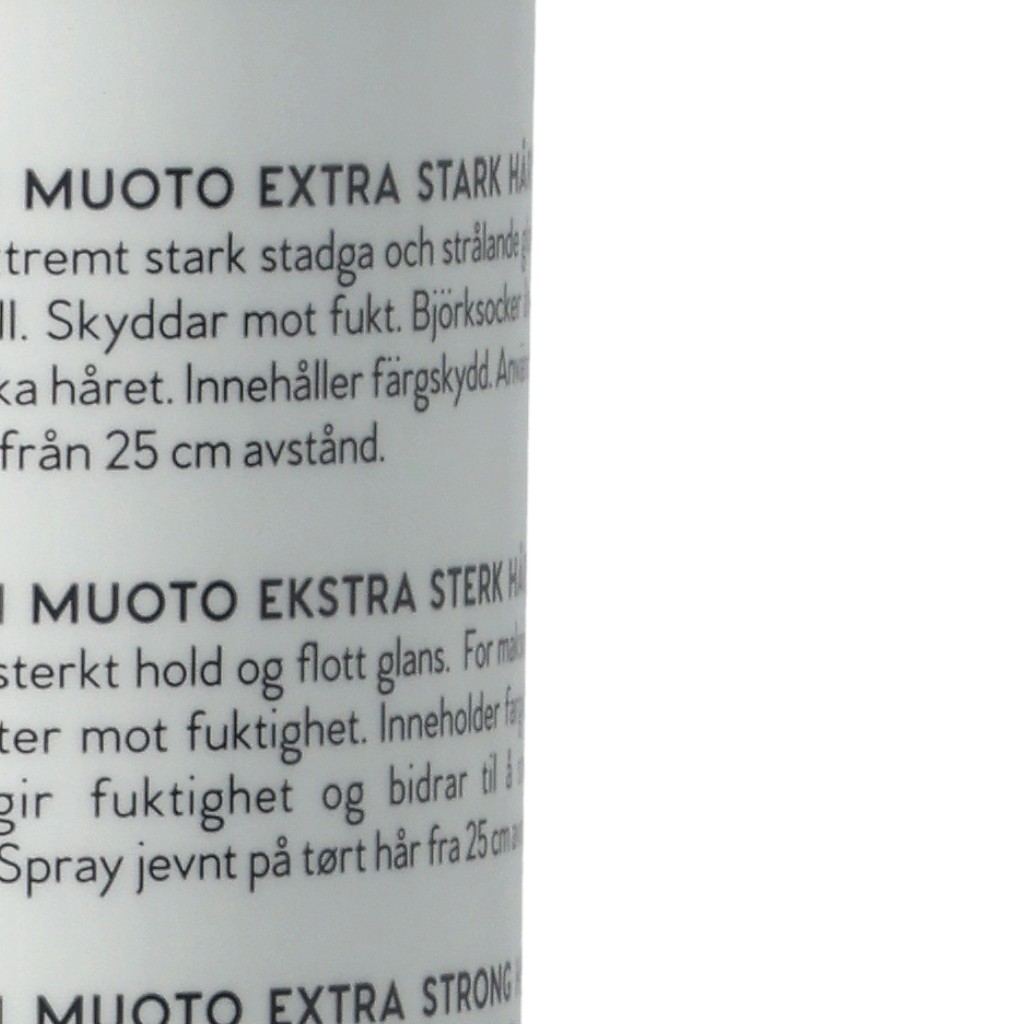 MUOTO EXTRA STARK
tremt stark stadga och strålande
ll. Skyddar mot fukt. Björksocker
ka håret. Innehåller färgskydd.
från 25 cm avstånd.
MUOTO EKSTRA STERK
sterkt hold og flott glans. For
ter mot fuktighet. Inneholder
gir fuktighet og bidrar til å
Spray jevnt på tørt hår fra 25 cm
MUOTO EXTRA STRONG